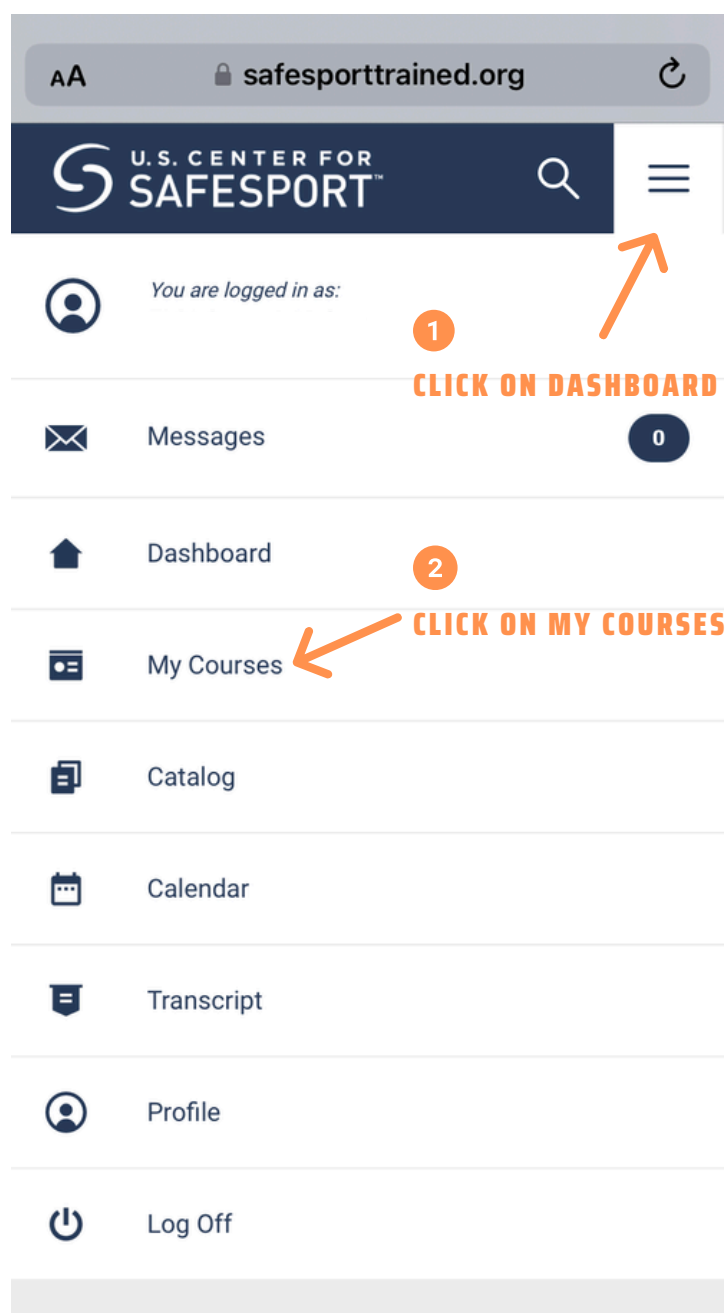 AA safesporttrained.org
U.S. CENTER FOR
SAFESPORT™
You are logged in as:
1
CLICK ON DASHBOARD
Messages 0
Dashboard
2
CLICK ON MY COURSES
My Courses
Catalog
Calendar
Transcript
Profile
Log Off